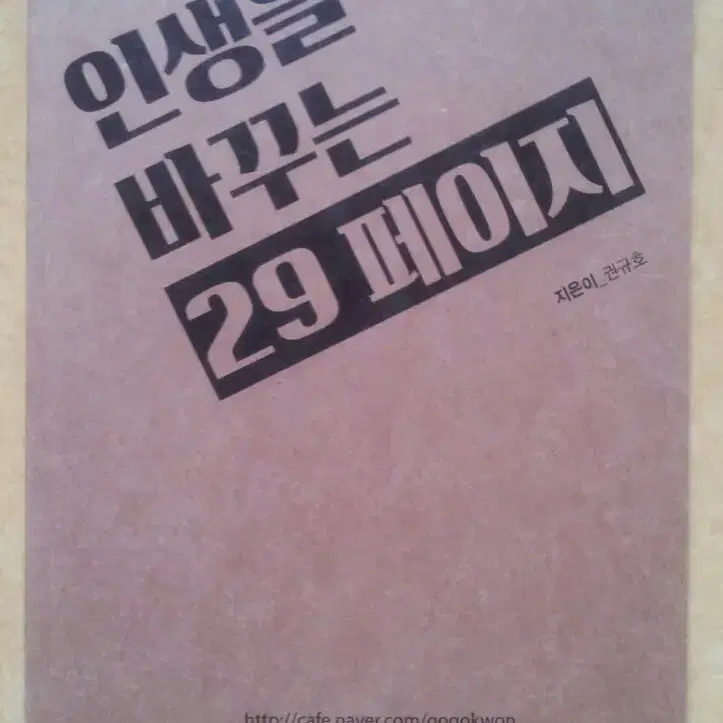 인생을
바꾸는
29 페이지
지은이_권규호
http://cafe.naver.com/gogokwon